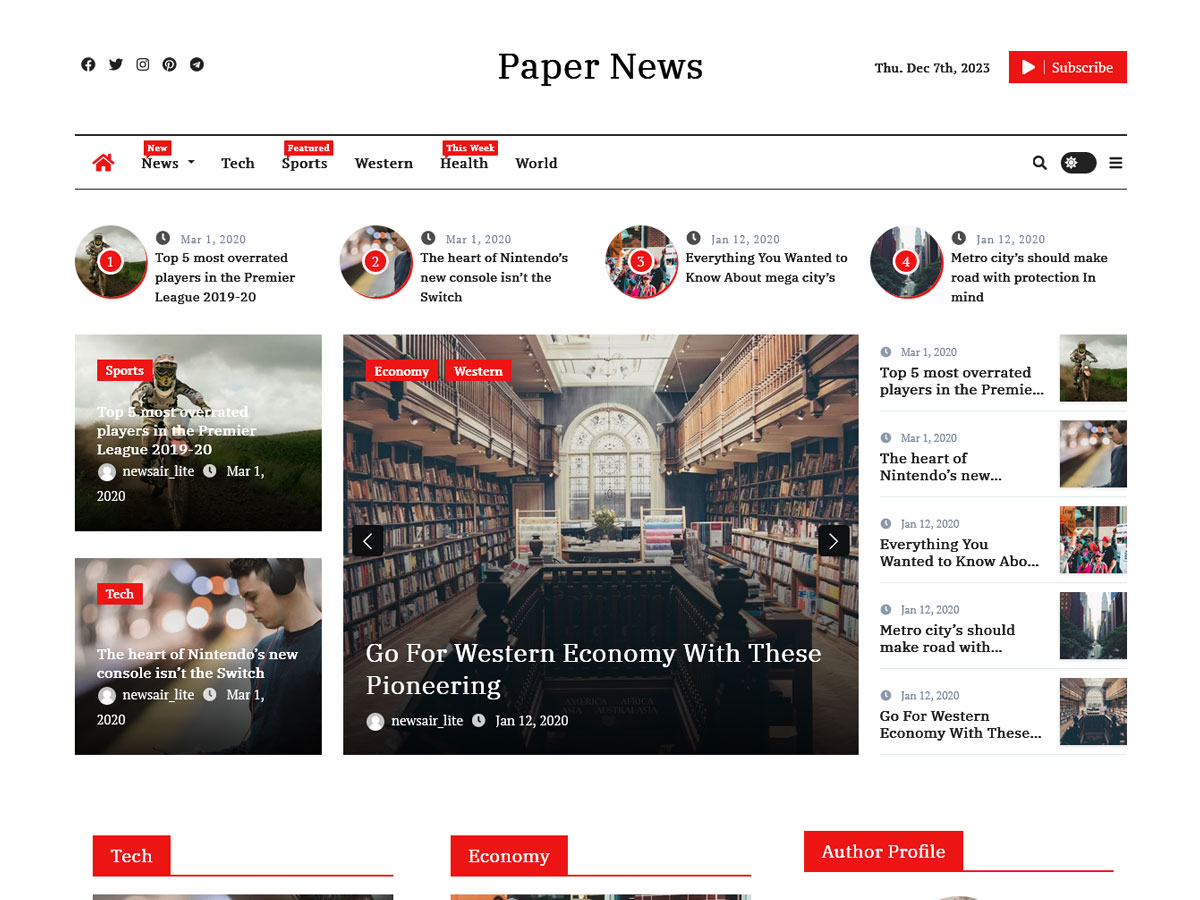 Paper News
Thu. Dec 7th, 2023
Subscribe
New
Featured
This Week
News
Tech
Sports
Western
Health
World
1
Mar 1, 2020
Top 5 most overrated
players in the Premier
League 2019-20
2
Mar 1, 2020
The heart of Nintendo’s
new console isn’t the
Switch
3
Jan 12, 2020
Everything You Wanted to
Know About mega city’s
4
Jan 12, 2020
Metro city’s should make
road with protection In
mind
Sports
Top 5 most overrated
players in the Premier
League 2019-20
newsair_lite Mar 1,
2020
Tech
The heart of Nintendo’s new
console isn’t the Switch
newsair_lite Mar 1,
2020
Economy
Western
Go For Western Economy With These
Pioneering
AMERICA AFRICA
ASIA AUSTRALASIA
newsair_lite Jan 12, 2020
Mar 1, 2020
Top 5 most overrated
players in the Premie...
Mar 1, 2020
The heart of
Nintendo’s new...
Jan 12, 2020
Everything You
Wanted to Know Abo...
Jan 12, 2020
Metro city’s should
make road with...
Jan 12, 2020
Go For Western
Economy With These...
Tech
Economy
Author Profile